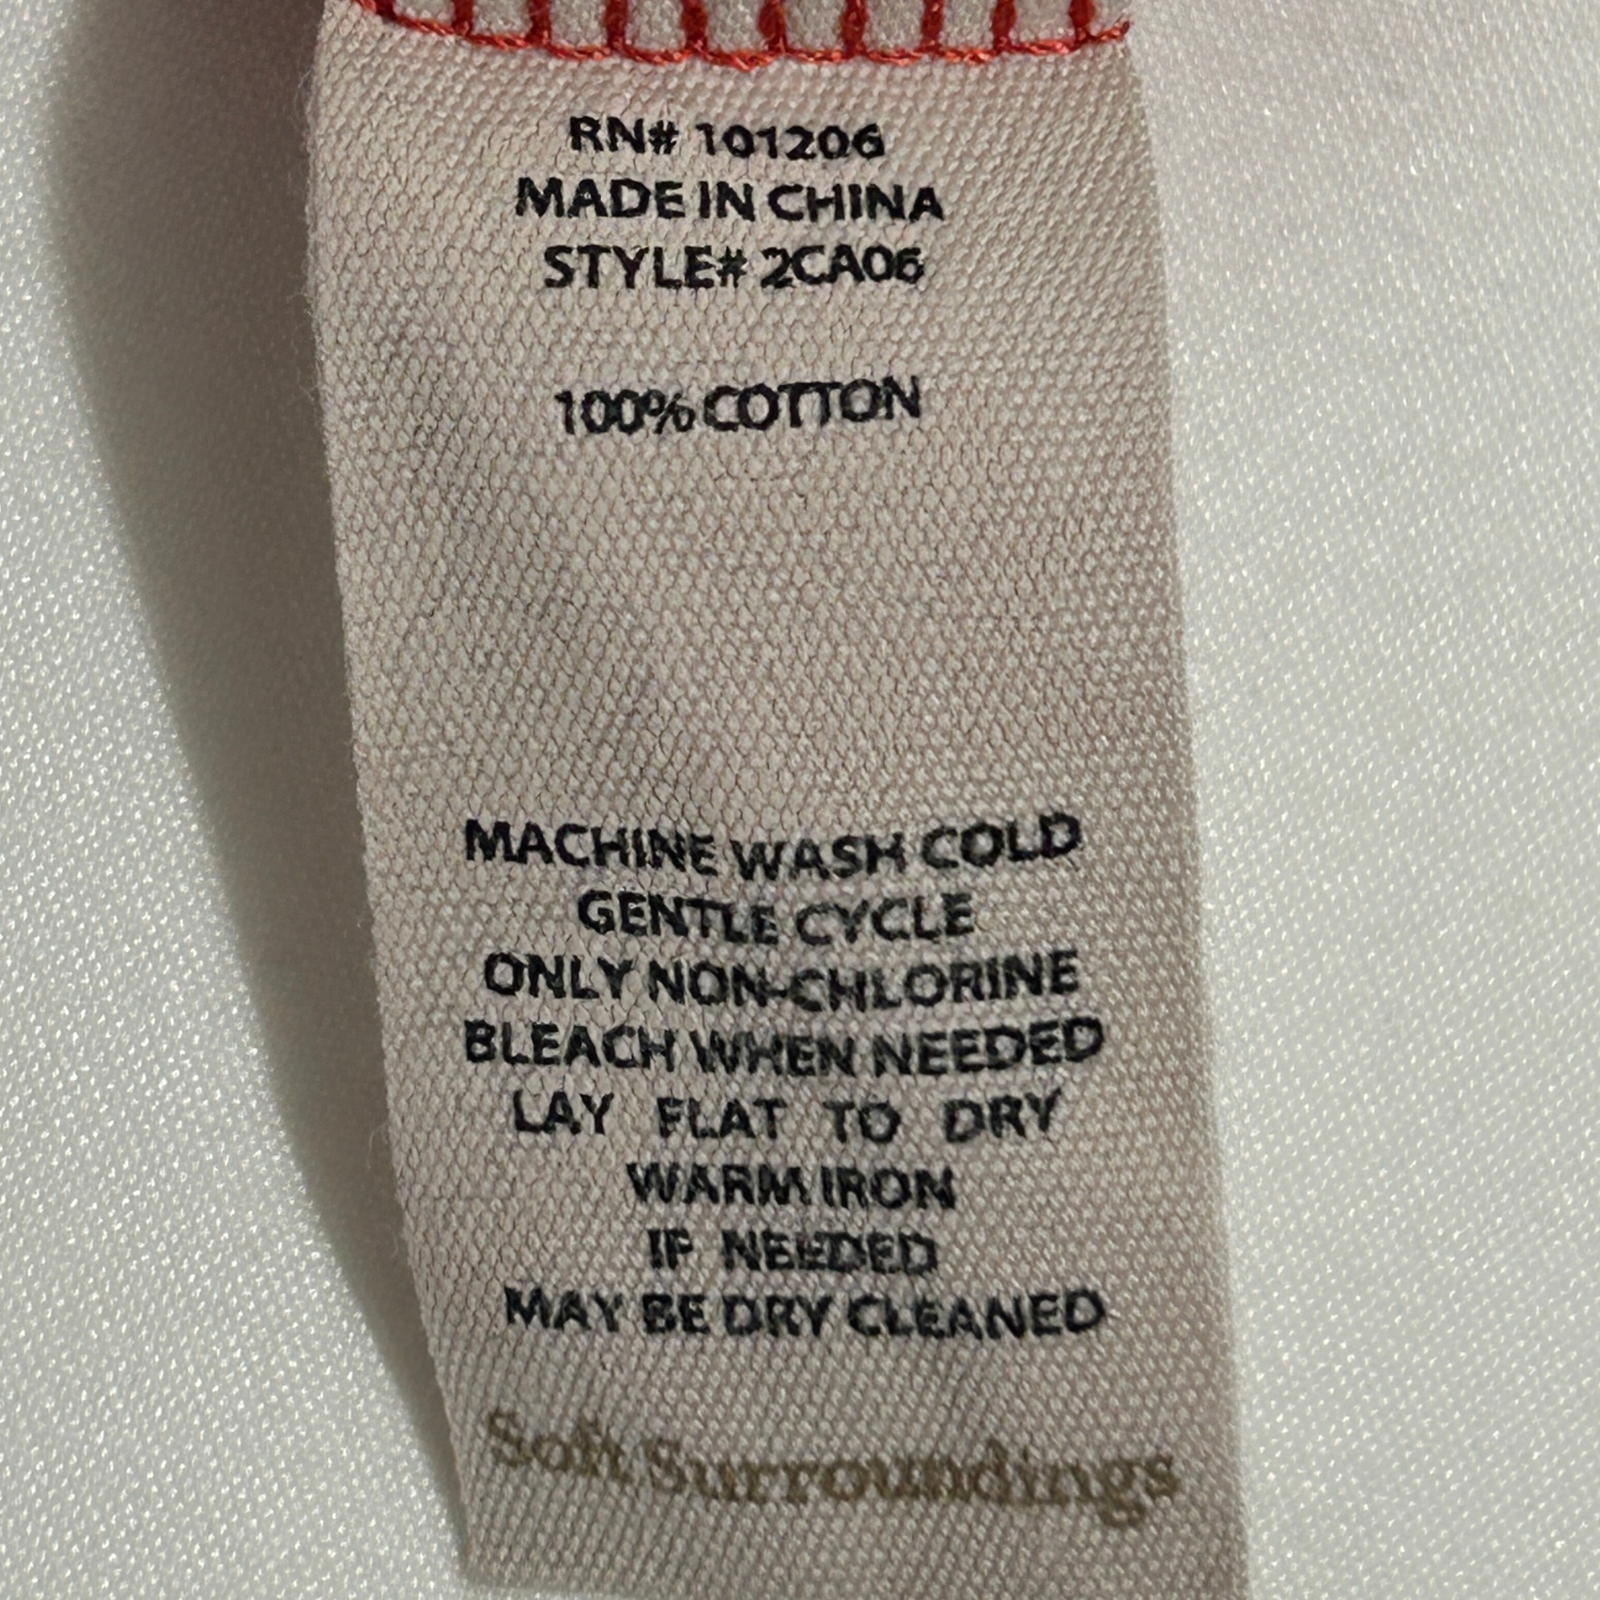 RN# 101206
MADE IN CHINA
STYLE# 2CA06
100% COTTON
MACHINE WASH COLD
GENTLE CYCLE
ONLY NON-CHLORINE
BLEACH WHEN NEEDED
LAY FLAT TO DRY
WARM IRON
IF NEEDED
MAY BE DRY CLEANED
Soft Surroundings